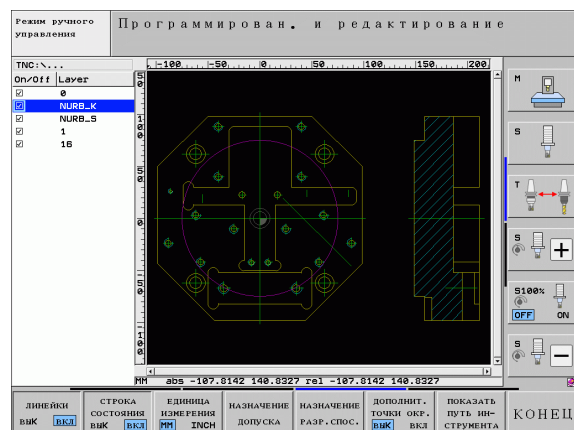 Режим ручного
управления
Программирован. и редактирование
TNC:\...
On/Off Layer
0
NURB_K
NURB_S
1
16
-100 -50 0 50 100 150 200
MM abs -107.8142 140.8327 rel -107.8142 140.8327
M
S
T
S
S100%
OFF ON
S
ЛИНЕЙКИ
ВЫК ВКЛ
СТРОКА
СОСТОЯНИЯ
ВЫК ВКЛ
ЕДИНИЦА
ИЗМЕРЕНИЯ
MM INCH
НАЗНАЧЕНИЕ
ДОПУСКА
НАЗНАЧЕНИЕ
РАЗР.СПОС.
ДОПОЛНИТ.
ТОЧКИ ОКР.
ВЫК ВКЛ
ПОКАЗАТЬ
ПУТЬ ИН-
СТРУМЕНТА
КОНЕЦ